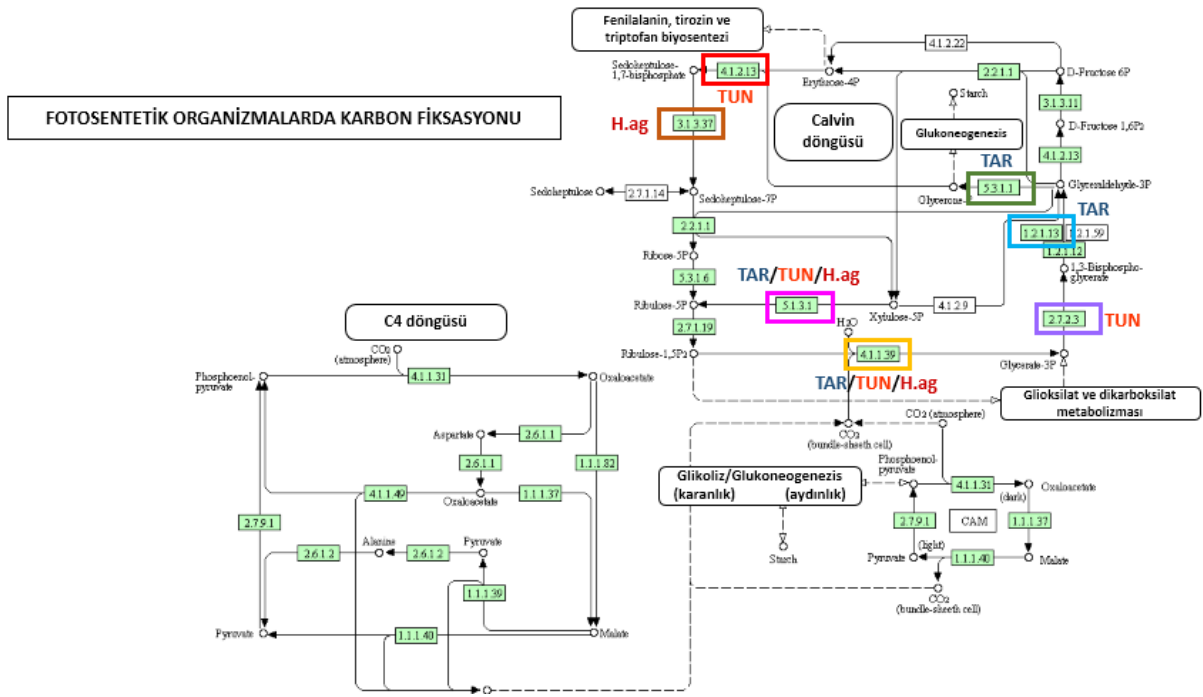 Fenilalanin, tirozin ve
triptofan biyosentezi
4.1.2.22
Sedoheptulose-
1,7-bisphosphate
4.1.2.13
Erythrose-4P
2.2.1.1
D-Fructose 6P
TUN
Starch
3.1.3.11
FOTOSENTETİK ORGANİZMALARDA KARBON FİKSASYONU
H.ag
3.1.3.37
Calvin
döngüsü
Glukoneogenezis
D-Fructose 1,6P2
TAR
4.1.2.13
Sedoheptulose
2.7.1.14
Sedoheptulose-7P
Glycerone
5.3.1.1
Glyceraldehyde-3P
TAR
2.2.1.1
1.2.1.13
1.2.1.59
1.2.1.12
Ribose-5P
5.3.1.6
TAR/TUN/H.ag
1,3-Bisphospho-
glycerate
Ribulose-5P
5.1.3.1
Xylulose-5P
4.1.2.9
C4 döngüsü
2.7.1.19
H2O
2.7.2.3
TUN
CO2
(atmosphere)
Ribulose-1,5P2
4.1.1.39
Glycerate-3P
Phosphoenol-
pyruvate
4.1.1.31
Oxaloacetate
TAR/TUN/H.ag
Glioksilat ve dikarboksilat
metabolizması
CO2 (atmosphere)
Aspartate
2.6.1.1
CO2
(bundle-sheath cell)
2.6.1.1
1.1.1.82
Glikoliz/Glukoneogenezis
(karanlık) (aydınlık)
Phosphoenol-
pyruvate
4.1.1.31
Oxaloacetate
(dark)
4.1.1.49
Oxaloacetate
1.1.1.37
2.7.9.1
2.7.9.1
CAM
1.1.1.37
Alanine
Pyruvate
2.6.1.2
2.6.1.2
Starch
Pyruvate
(light)
1.1.1.40
Malate
1.1.1.39
CO2
(bundle-sheath cell)
Pyruvate
1.1.1.40
Malate